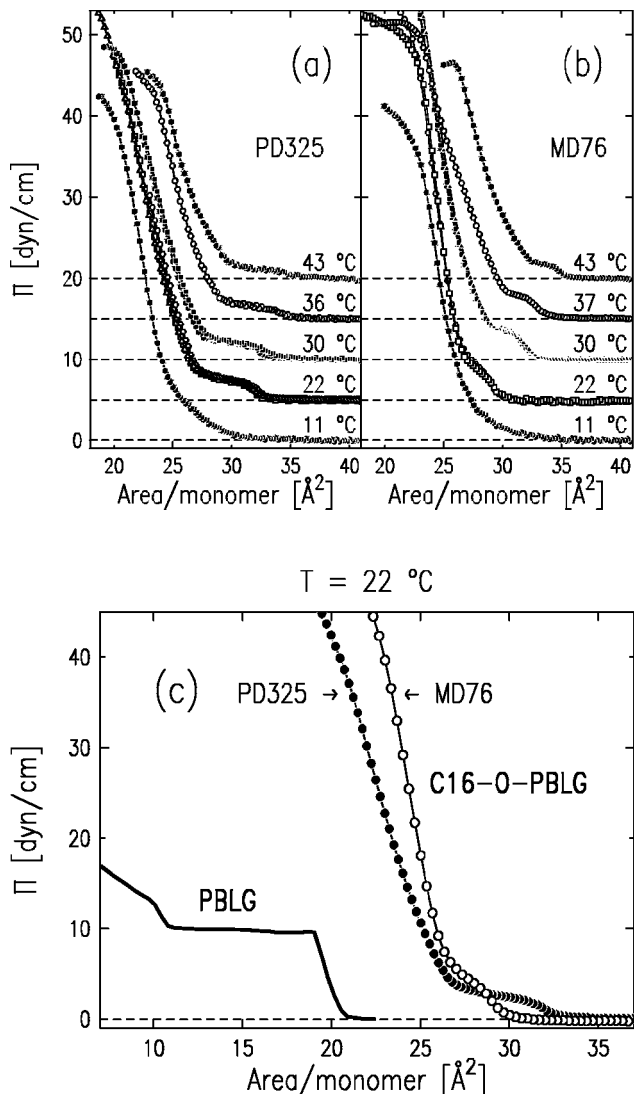 50
40
30
20
10
0
Π [dyn/cm]
(a)
PD325
43 °C
36 °C
30 °C
22 °C
11 °C
20 25 30 35 40
Area/monomer [Å²]
(b)
MD76
43 °C
37 °C
30 °C
22 °C
11 °C
20 25 30 35 40
Area/monomer [Å²]
T = 22 °C
40
30
20
10
0
Π [dyn/cm]
(c)
PD325 →
← MD76
C16-O-PBLG
PBLG
10 15 20 25 30 35
Area/monomer [Å²]